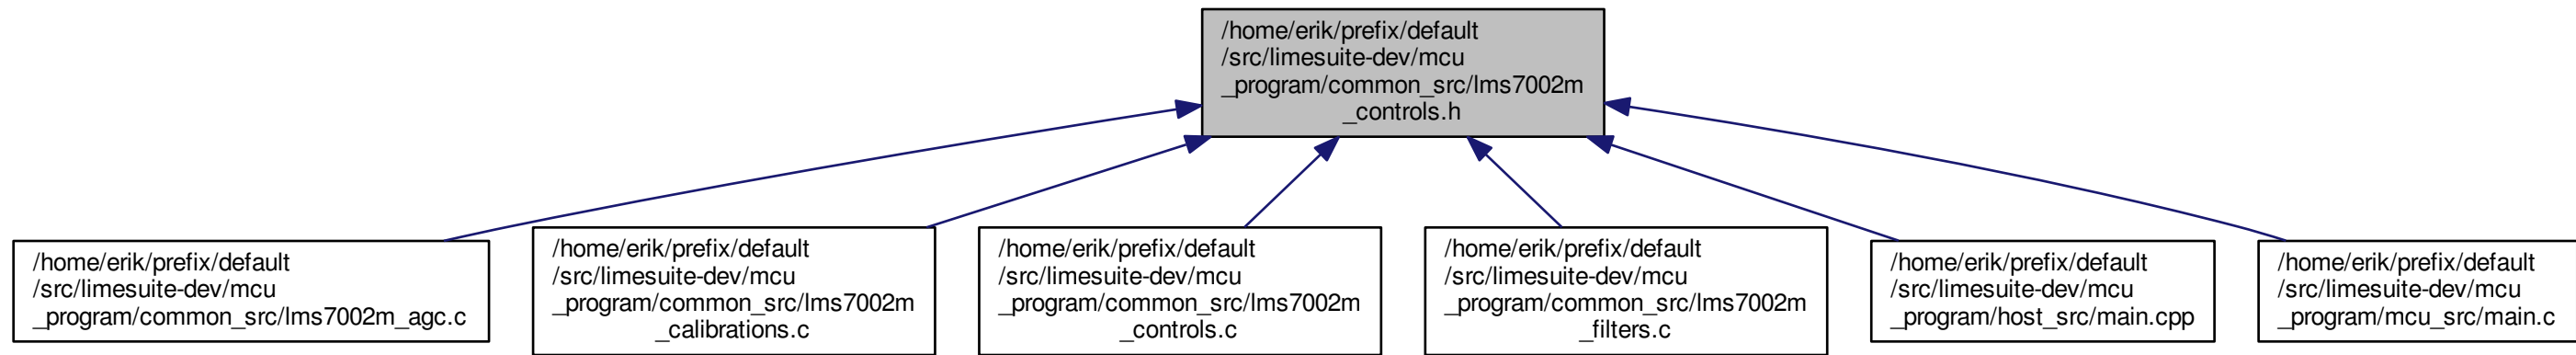 /home/erik/prefix/default
/src/limesuite-dev/mcu
_program/common_src/lms7002m
_controls.h
/home/erik/prefix/default
/src/limesuite-dev/mcu
_program/common_src/lms7002m_agc.c
/home/erik/prefix/default
/src/limesuite-dev/mcu
_program/common_src/lms7002m
_calibrations.c
/home/erik/prefix/default
/src/limesuite-dev/mcu
_program/common_src/lms7002m
_controls.c
/home/erik/prefix/default
/src/limesuite-dev/mcu
_program/common_src/lms7002m
_filters.c
/home/erik/prefix/default
/src/limesuite-dev/mcu
_program/host_src/main.cpp
/home/erik/prefix/default
/src/limesuite-dev/mcu
_program/mcu_src/main.c